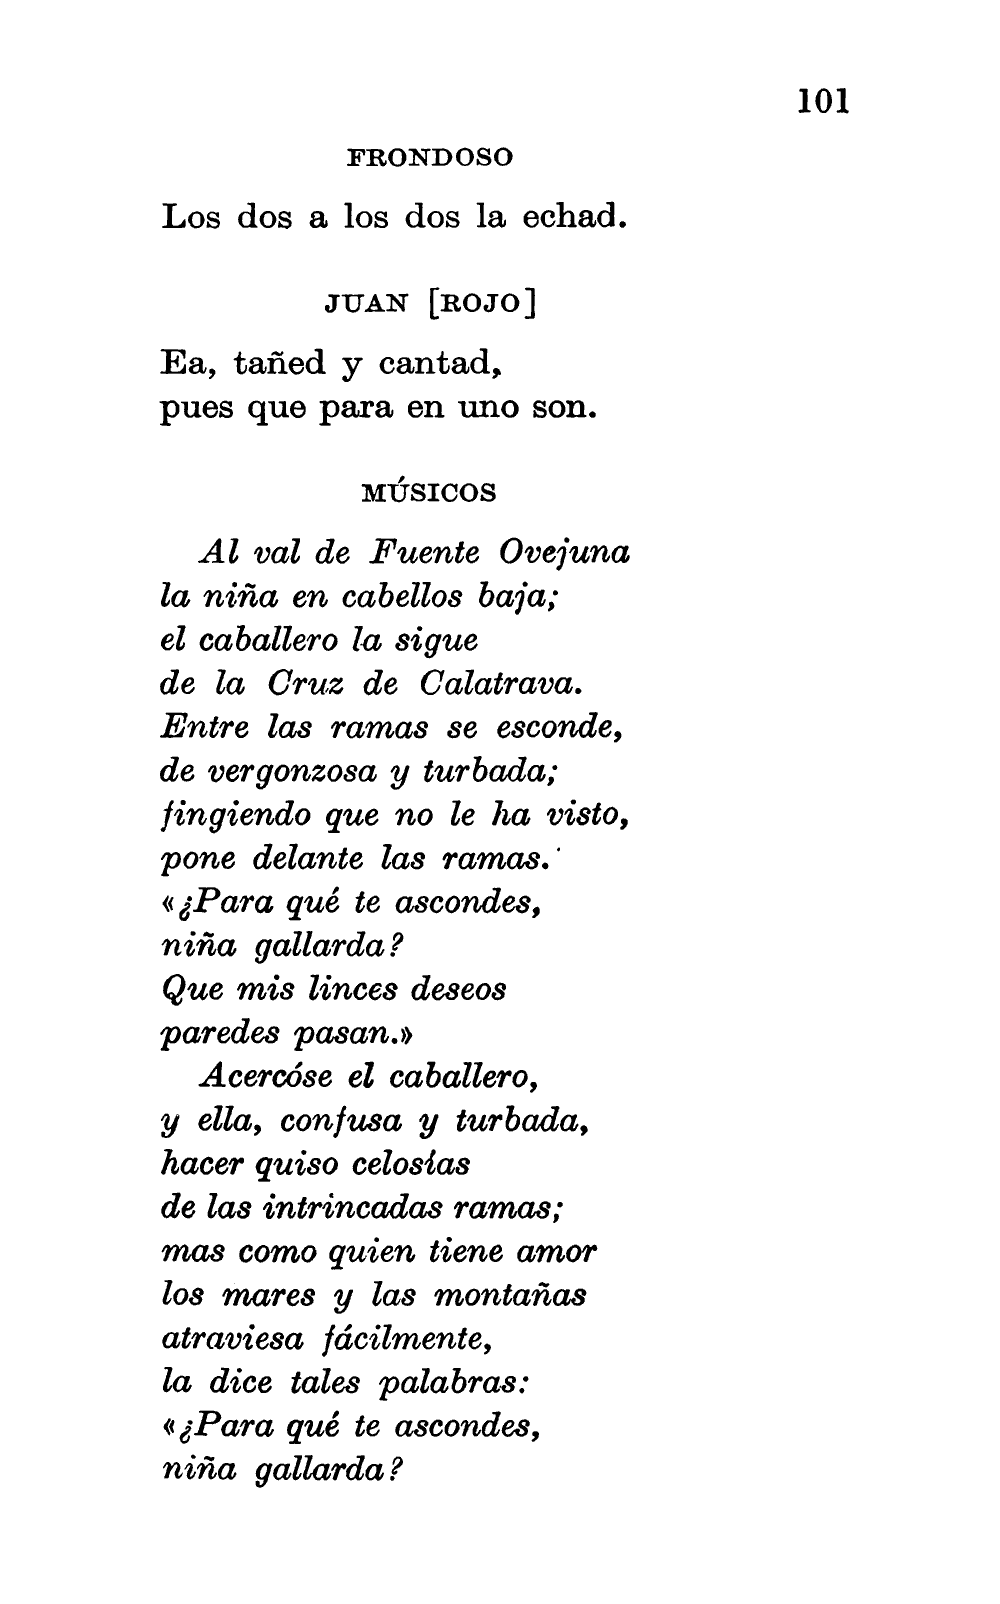 101
FRONDOSO
Los dos a los dos la echad.
JUAN [ROJO]
Ea, tañed y cantad,
pues que para en uno son.
MÚSICOS
Al val de Fuente Ovejuna
la niña en cabellos baja;
el caballero la sigue
de la Cruz de Calatrava.
Entre las ramas se esconde,
de vergonzosa y turbada;
fingiendo que no le ha visto,
pone delante las ramas.
«¿Para qué te ascondes,
niña gallarda?
Que mis linces deseos
paredes pasan.»
Acercóse el caballero,
y ella, confusa y turbada,
hacer quiso celosías
de las intrincadas ramas;
mas como quien tiene amor
los mares y las montañas
atraviesa fácilmente,
la dice tales palabras:
«¿Para qué te ascondes,
niña gallarda?